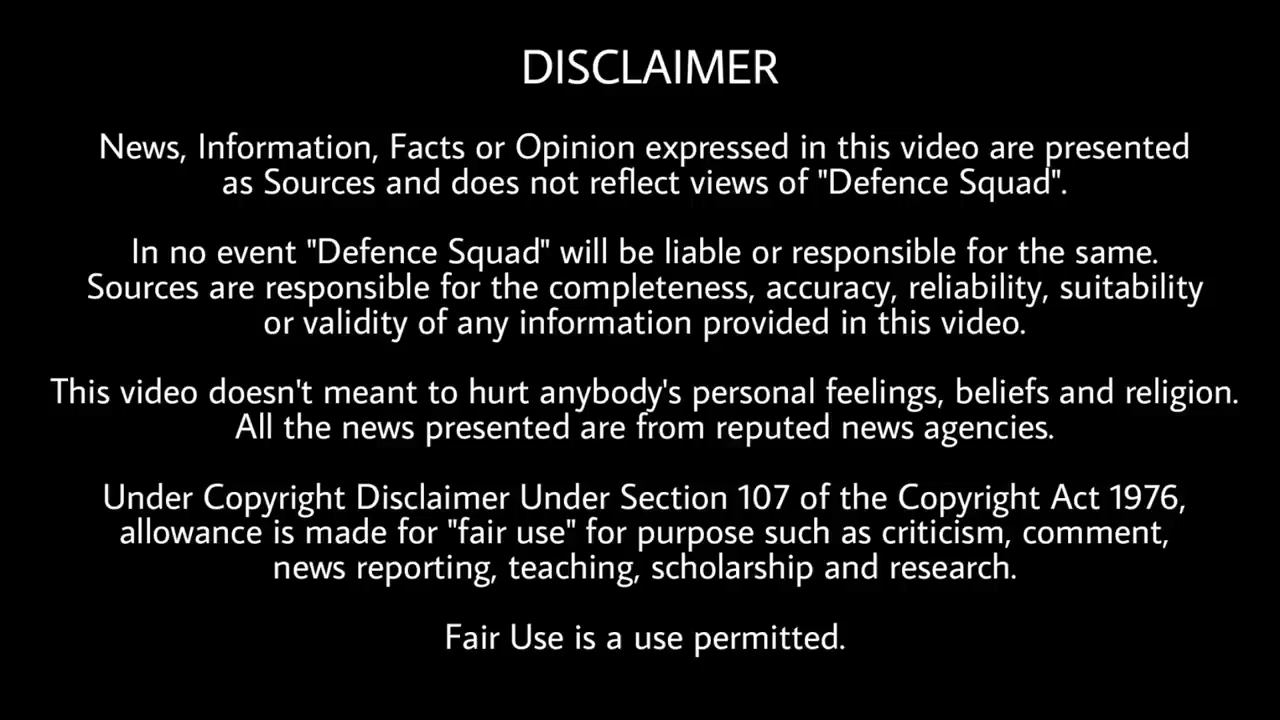 DISCLAIMER
News, Information, Facts or Opinion expressed in this video are presented
as Sources and does not reflect views of "Defence Squad".
In no event "Defence Squad" will be liable or responsible for the same.
Sources are responsible for the completeness, accuracy, reliability, suitability
or validity of any information provided in this video.
This video doesn't meant to hurt anybody's personal feelings, beliefs and religion.
All the news presented are from reputed news agencies.
Under Copyright Disclaimer Under Section 107 of the Copyright Act 1976,
allowance is made for "fair use" for purpose such as criticism, comment,
news reporting, teaching, scholarship and research.
Fair Use is a use permitted.